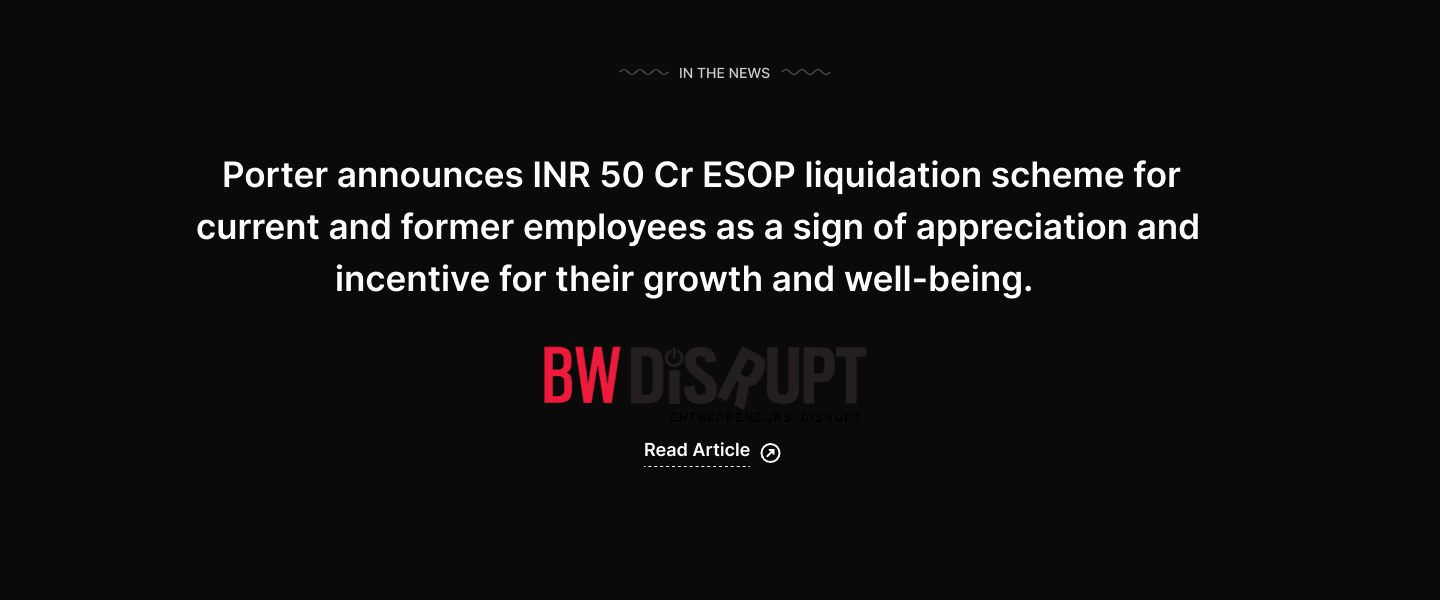 IN THE NEWS
Porter announces INR 50 Cr ESOP liquidation scheme for
current and former employees as a sign of appreciation and
incentive for their growth and well-being.
BW DiSRUPT
ENTREPRENEURS' DISRUPT
Read Article